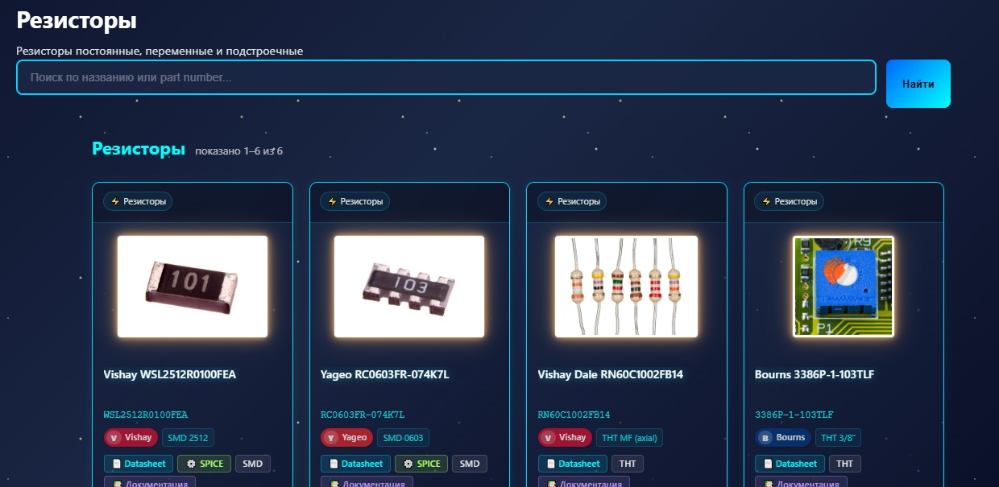 Резисторы
Резисторы постоянные, переменные и подстроечные
Поиск по названию или part number...
Найти
Резисторы показано 1–6 из 6
⚡ Резисторы
101
Vishay WSL2512R0100FEA
WSL2512R0100FEA
V Vishay SMD 2512
Datasheet SPICE SMD
Документация
⚡ Резисторы
103
Yageo RC0603FR-074K7L
RC0603FR-074K7L
Y Yageo SMD 0603
Datasheet SPICE SMD
Документация
⚡ Резисторы
Vishay Dale RN60C1002FB14
RN60C1002FB14
V Vishay THT MF (axial)
Datasheet THT
Документация
⚡ Резисторы
R9
P1
Bourns 3386P-1-103TLF
3386P-1-103TLF
B Bourns THT 3/8"
Datasheet THT
Документация